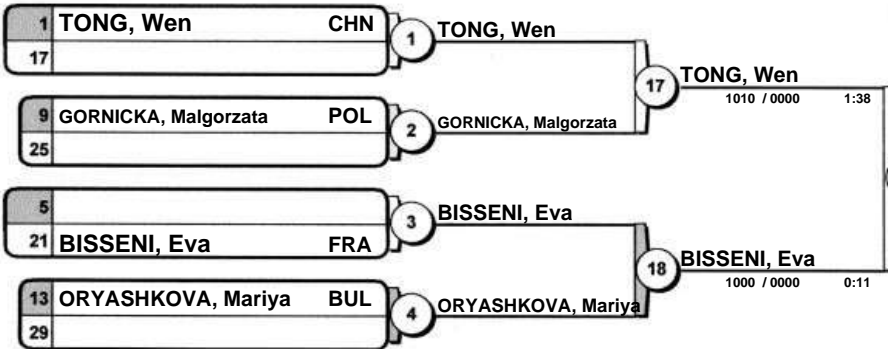 1 TONG, Wen CHN
17
1 TONG, Wen
9 GORNICKA, Malgorzata POL
25
2 GORNICKA, Malgorzata
17 TONG, Wen
1010 / 0000 1:38
5
21 BISSENI, Eva FRA
3 BISSENI, Eva
13 ORYASHKOVA, Mariya BUL
29
4 ORYASHKOVA, Mariya
18 BISSENI, Eva
1000 / 0000 0:11